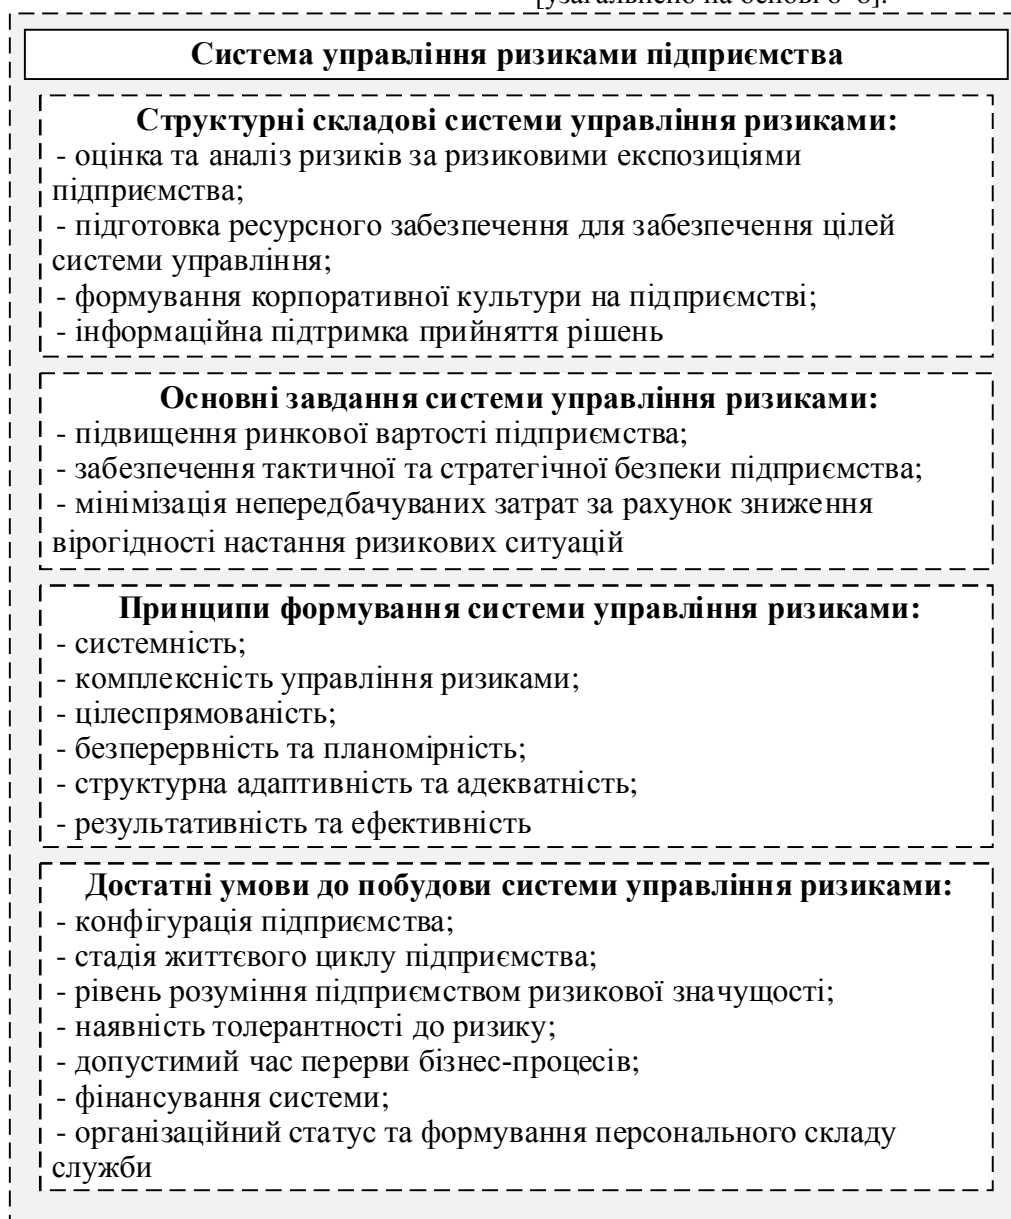 [узагальнено на основі 6-8].
Система управління ризиками підприємства
Структурні складові системи управління ризиками:
- оцінка та аналіз ризиків за ризиковими експозиціями
підприємства;
- підготовка ресурсного забезпечення для забезпечення цілей
системи управління;
- формування корпоративної культури на підприємстві;
- інформаційна підтримка прийняття рішень
Основні завдання системи управління ризиками:
- підвищення ринкової вартості підприємства;
- забезпечення тактичної та стратегічної безпеки підприємства;
- мінімізація непередбачуваних затрат за рахунок зниження
вірогідності настання ризикових ситуацій
Принципи формування системи управління ризиками:
- системність;
- комплексність управління ризиками;
- цілеспрямованість;
- безперервність та планомірність;
- структурна адаптивність та адекватність;
- результативність та ефективність
Достатні умови до побудови системи управління ризиками:
- конфігурація підприємства;
- стадія життєвого циклу підприємства;
- рівень розуміння підприємством ризикової значущості;
- наявність толерантності до ризику;
- допустимий час перерви бізнес-процесів;
- фінансування системи;
- організаційний статус та формування персонального складу
служби